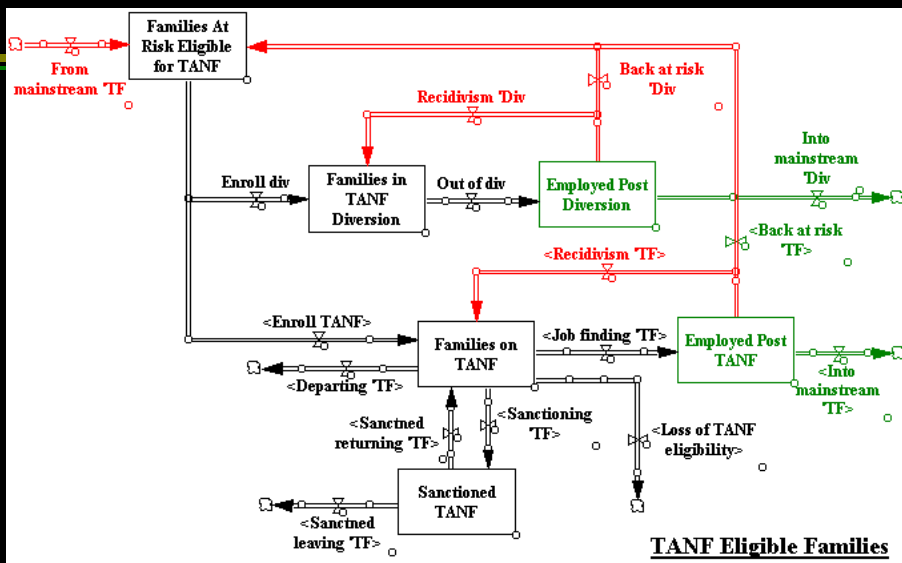 Families At
Risk Eligible
for TANF
From
mainstream 'TF
Back at risk
'Div
Recidivism 'Div
Into
mainstream
'Div
Enroll div
Families in
TANF
Diversion
Out of div
Employed Post
Diversion
<Back at risk
'TF>
<Recidivism 'TF>
<Enroll TANF>
Families on
TANF
<Job finding 'TF>
Employed Post
TANF
<Into
mainstream
'TF>
<Departing 'TF>
<Sanctned
returning 'TF>
<Sanctioning
'TF>
<Loss of TANF
eligibility>
Sanctioned
TANF
<Sanctned
leaving 'TF>
TANF Eligible Families